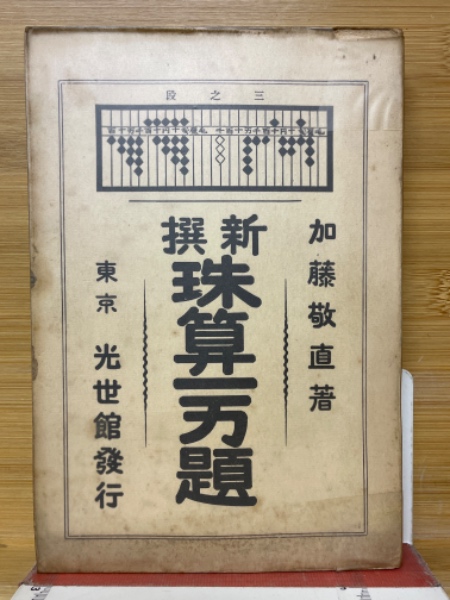 三之段
加藤敬直著
新撰
珠算一万題
東京 光世館發行